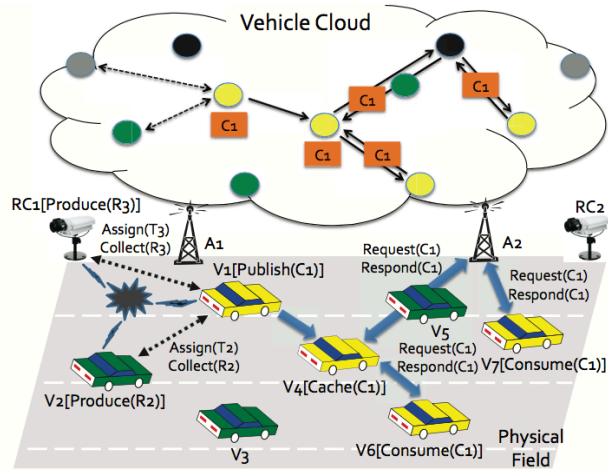 Vehicle Cloud
C1
C1
C1
C1
C1
C1
RC1[Produce(R3)]
RC2
Assign(T3)
Collect(R3)
A1
A2
V1[Publish(C1)]
Request(C1)
Respond(C1)
Request(C1)
Respond(C1)
Assign(T2)
Collect(R2)
V5
Request(C1)
Respond(C1)
V7[Consume(C1)]
V2[Produce(R2)]
V4[Cache(C1)]
V3
V6[Consume(C1)]
Physical
Field